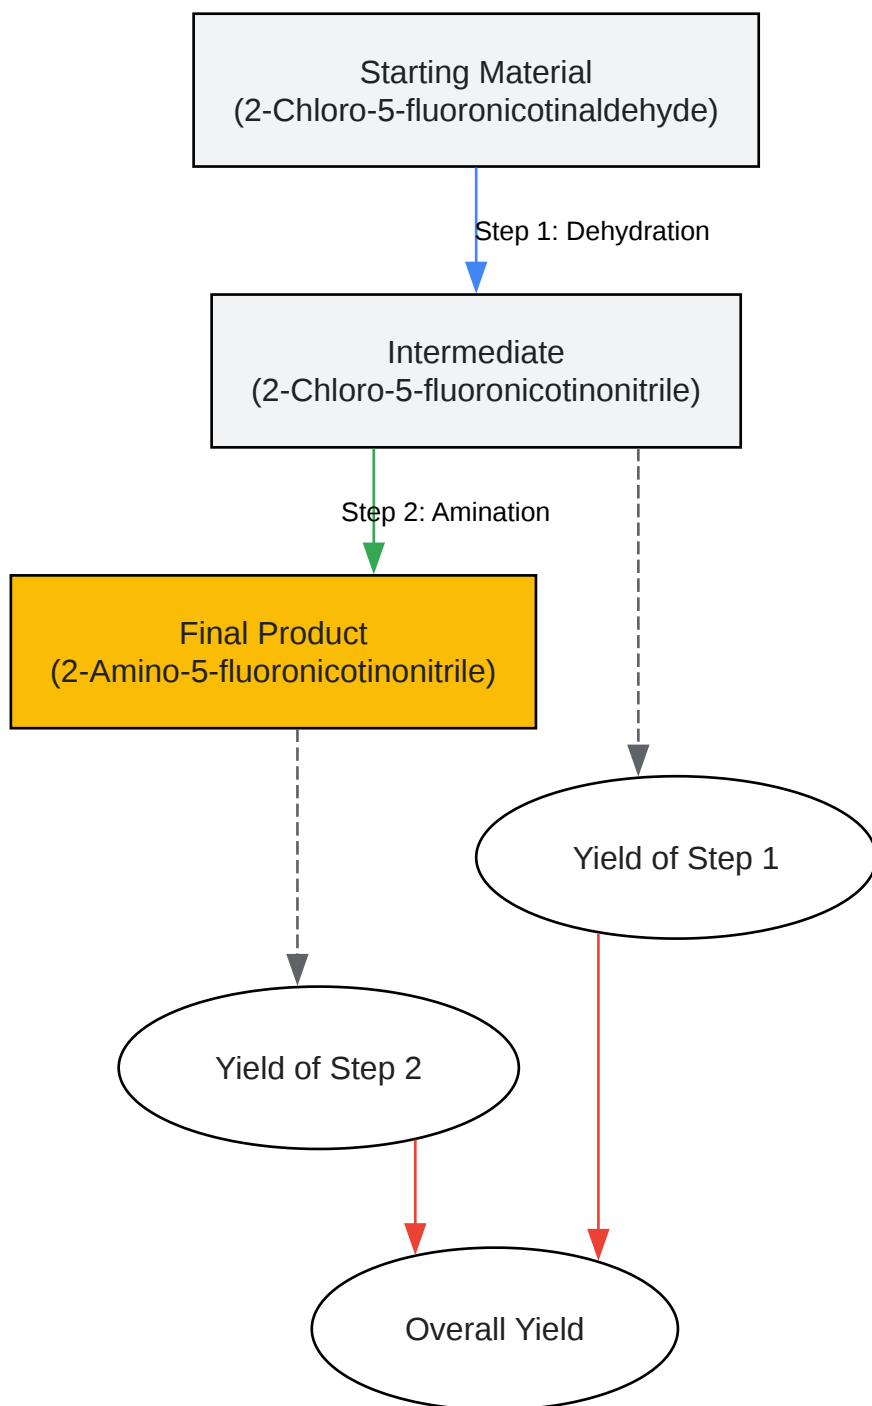 Starting Material
(2-Chloro-5-fluoronicotinaldehyde)
Step 1: Dehydration
Intermediate
(2-Chloro-5-fluoronicotinonitrile)
Step 2: Amination
Final Product
(2-Amino-5-fluoronicotinonitrile)
Yield of Step 1
Yield of Step 2
Overall Yield